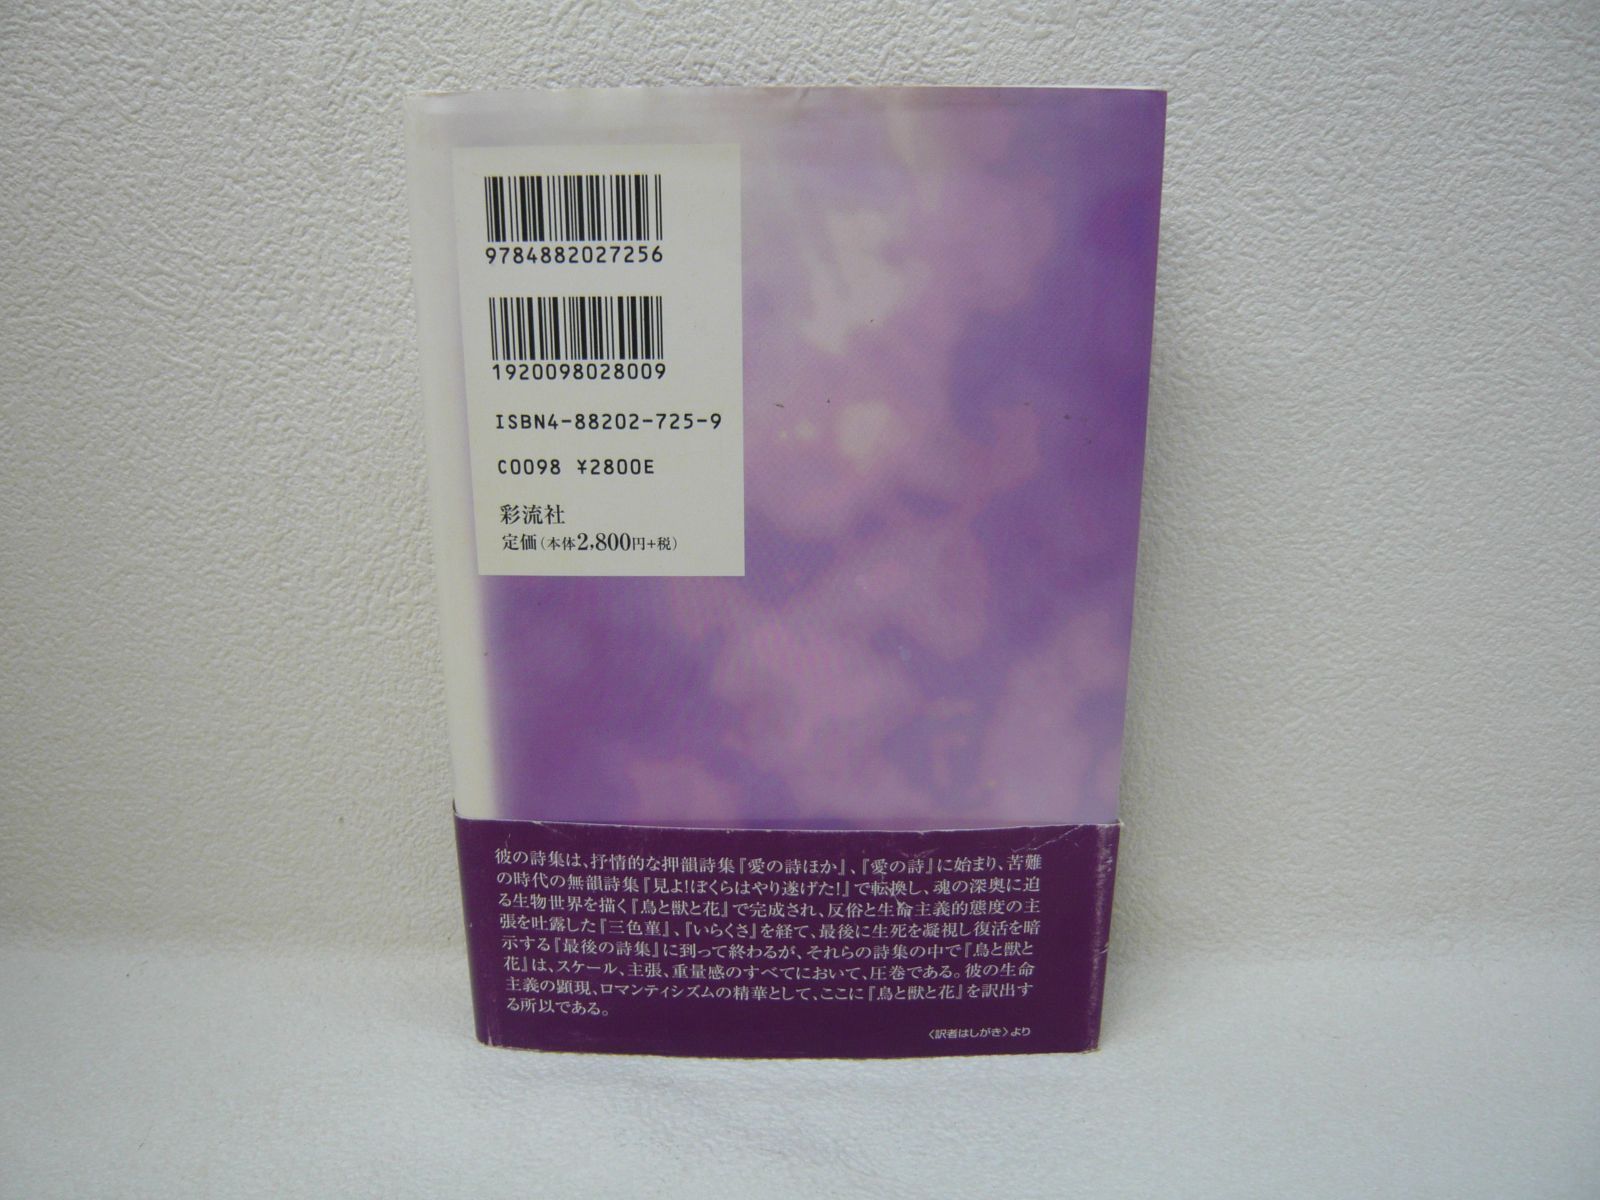 9784882027256
1920098028009
ISBN4-88202-725-9
C0098 ¥2800E
彩流社
定価(本体2,800円+税)
彼の詩集は、抒情的な押韻詩集『愛の詩ほか』、『愛の詩』に始まり、苦難
の時代の無韻詩集『見よ!ぼくらはやり遂げた!』で転換し、魂の深奥に迫
る生物世界を描く『鳥と獣と花』で完成され、反俗と生命主義的態度の主
張を吐露した『三色菫』、『いらくさ』を経て、最後に生死を凝視し復活を暗
示する『最後の詩集』に到って終わるが、それらの詩集の中で『鳥と獣と
花』は、スケール、主張、重量感のすべてにおいて、圧巻である。彼の生命
主義の顕現、ロマンティシズムの精華として、ここに『鳥と獣と花』を訳出す
る所以である。
〈訳者はしがき〉より